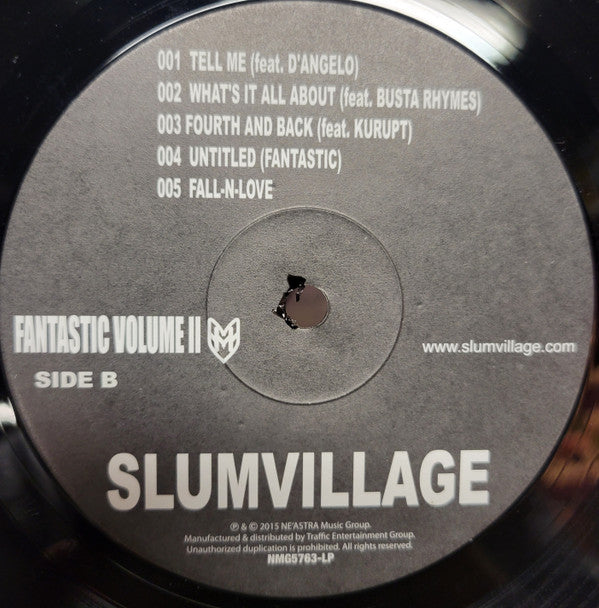 001 TELL ME (feat. D'ANGELO)
002 WHAT'S IT ALL ABOUT (feat. BUSTA RHYMES)
003 FOURTH AND BACK (feat. KURUPT)
004 UNTITLED (FANTASTIC)
005 FALL-N-LOVE
FANTASTIC VOLUME II
www.slumvillage.com
SIDE B
SLUMVILLAGE
℗ & © 2015 NE'ASTRA Music Group.
Manufactured & distributed by Traffic Entertainment Group.
Unauthorized duplication is prohibited. All rights reserved.
NMG5763-LP